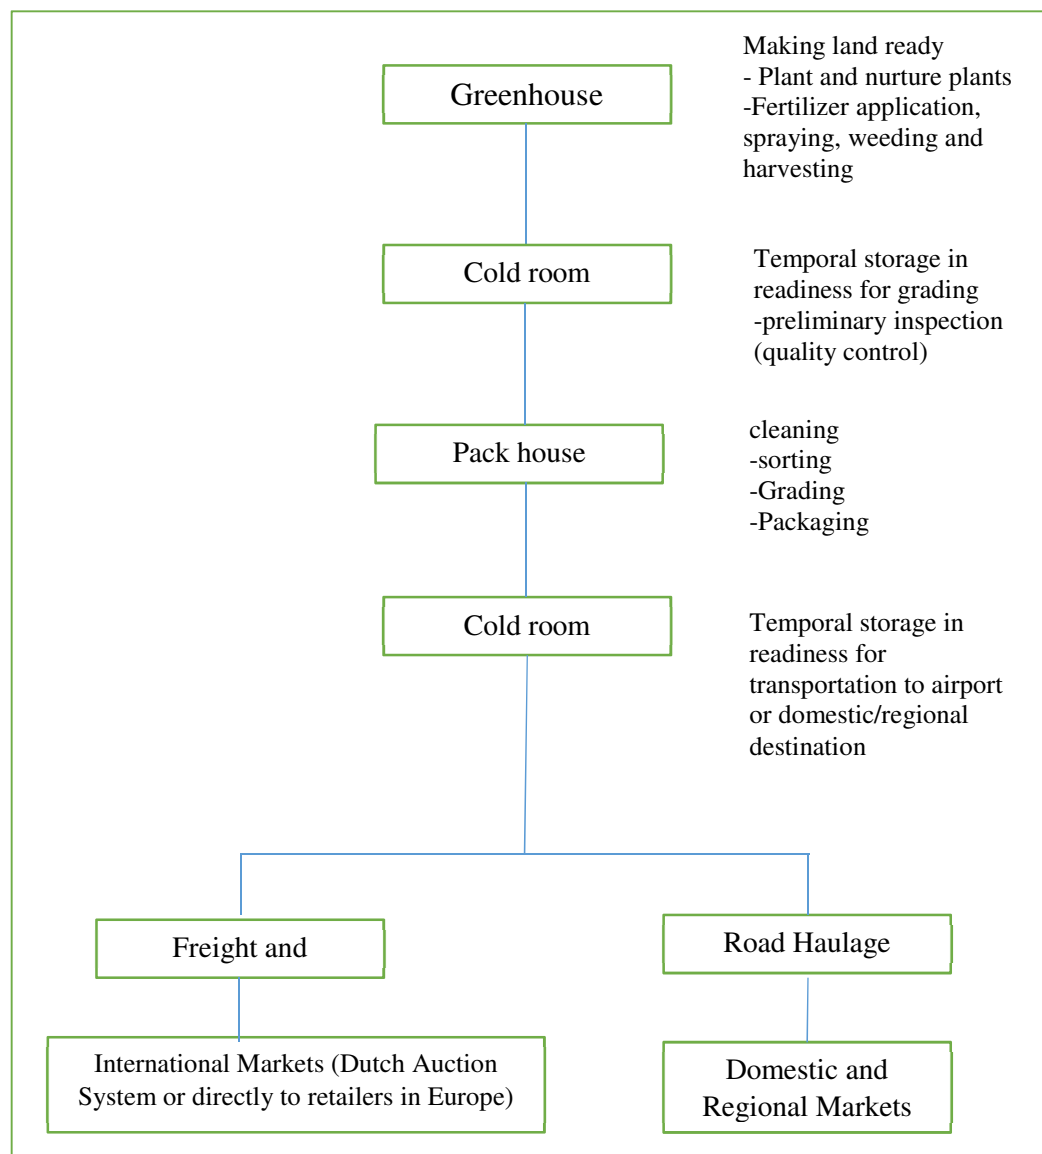 Greenhouse
Making land ready
- Plant and nurture plants
-Fertilizer application,
spraying, weeding and
harvesting
Cold room
Temporal storage in
readiness for grading
-preliminary inspection
(quality control)
Pack house
cleaning
-sorting
-Grading
-Packaging
Cold room
Temporal storage in
readiness for
transportation to airport
or domestic/regional
destination
Freight and
Road Haulage
International Markets (Dutch Auction
System or directly to retailers in Europe)
Domestic and
Regional Markets